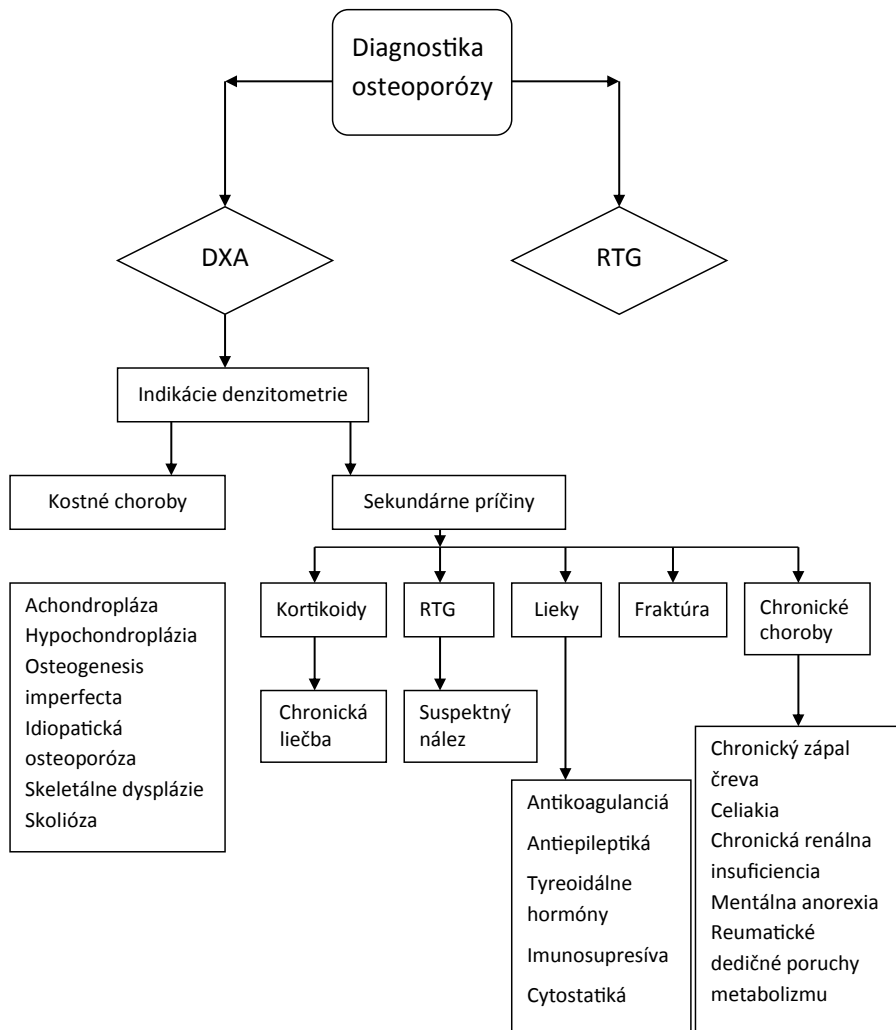 Diagnostika
osteoporózy
DXA
RTG
Indikácie denzitometrie
Kostné choroby
Sekundárne príčiny
Achondropláza
Hypochondroplázia
Osteogenesis
imperfecta
Idiopatická
osteoporóza
Skeletálne dysplázie
Skolióza
Kortikoidy
RTG
Lieky
Fraktúra
Chronické
choroby
Chronická
liečba
Suspektný
nález
Antikoagulanciá
Antiepileptiká
Tyreoidálne
hormóny
Imunosupresíva
Cytostatiká
Chronický zápal
čreva
Celiakia
Chronická renálna
insuficiencia
Mentálna anorexia
Reumatické
dedičné poruchy
metabolizmu